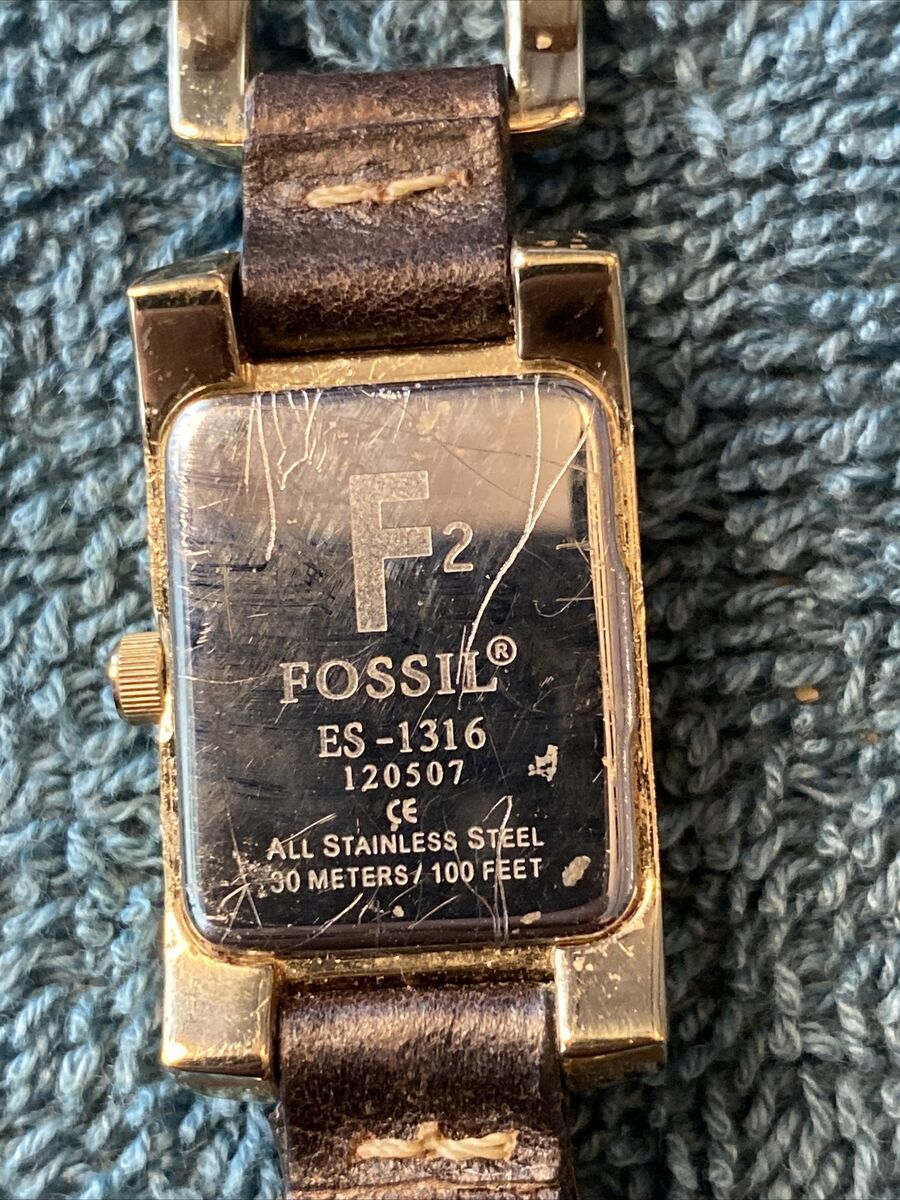 F2
FOSSIL®
ES-1316
120507
CE
ALL STAINLESS STEEL
30 METERS/100 FEET